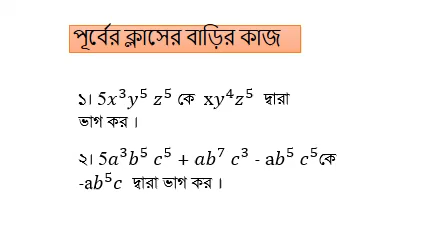 পূর্বের ক্লাসের বাড়ির কাজ
১। 5x³y⁵ z⁵ কে xy⁴z⁵ দ্বারা
ভাগ কর ।
২। 5a³b⁵ c⁵ + ab⁷ c³ - ab⁵ c⁵কে
-ab⁵c দ্বারা ভাগ কর ।